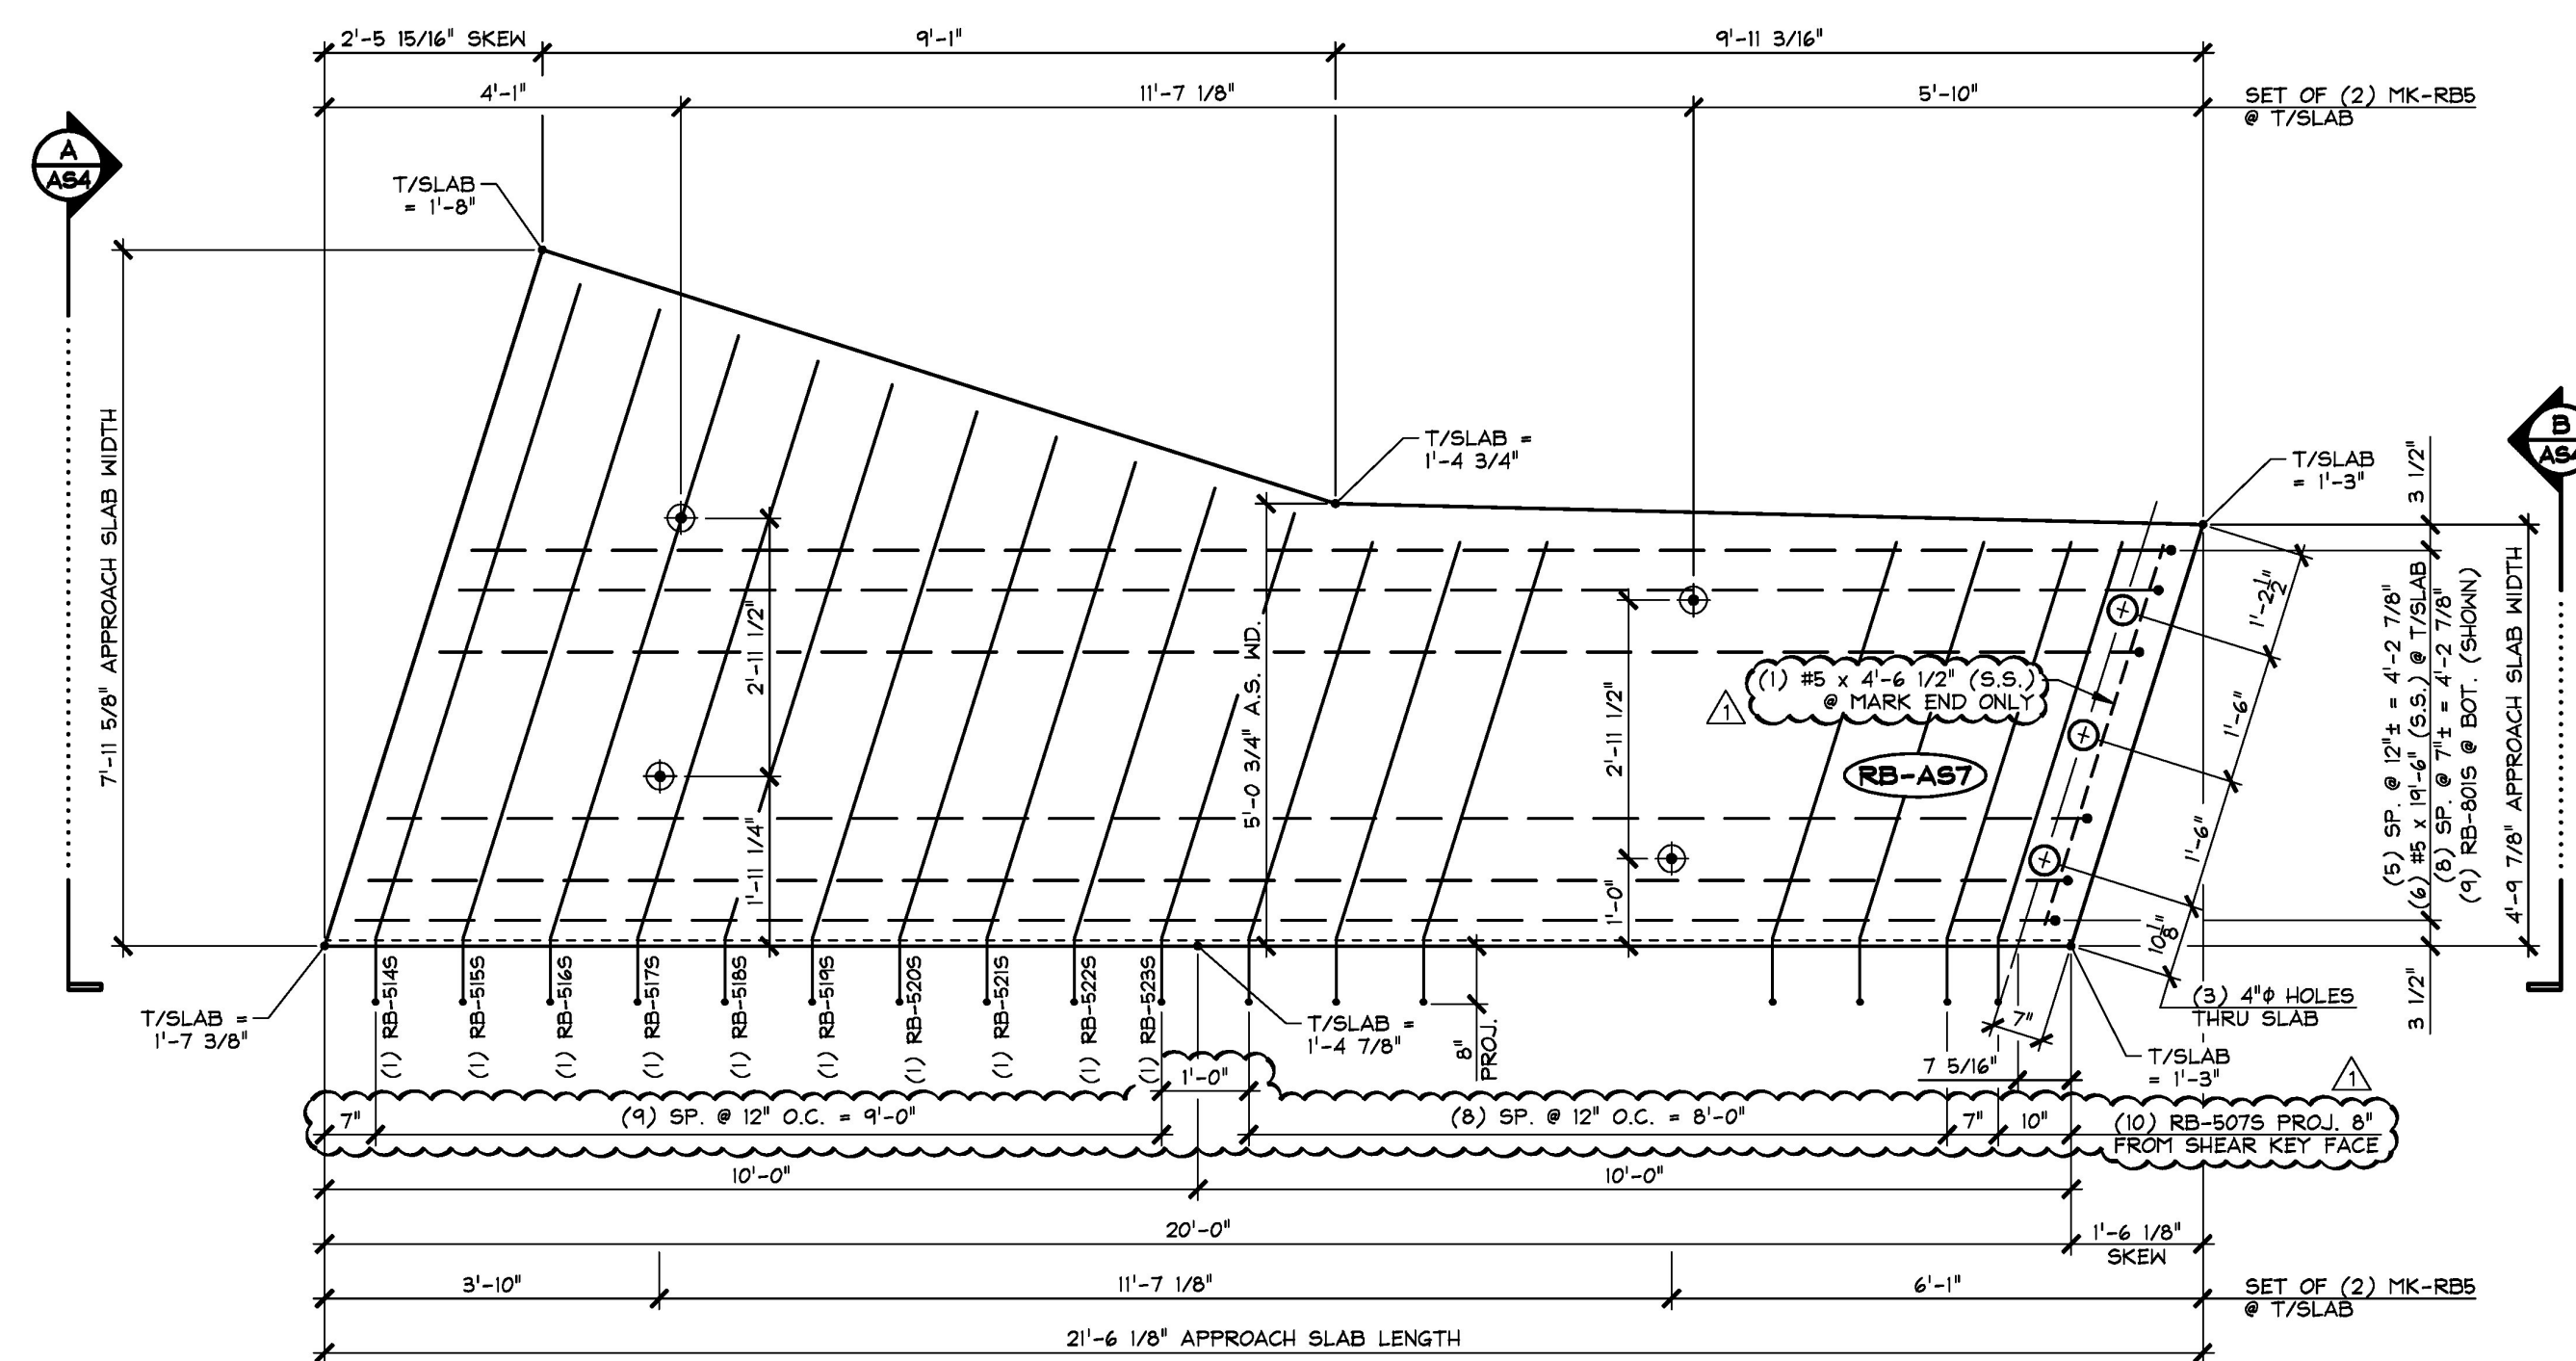 2'-5 15/16" SKEW
9'-1"
9'-11 3/16"
4'-1"
11'-7 1/8"
5'-10"
SET OF (2) MK-RB5
@ T/SLAB
A
AS4
T/SLAB
= 1'-8"
7'-11 5/8" APPROACH SLAB WIDTH
T/SLAB =
1'-4 3/4"
T/SLAB
= 1'-3"
B
3 1/2"
2'-11 1/2"
1'-11 1/4"
5'-0 3/4" A.S. WD.
2'-11 1/2"
1'-0"
(1) #5 x 4'-6 1/2" (S.S.)
@ MARK END ONLY
1
RB-AS7
1'-2 1/2"
1'-6"
1'-6"
10 1/8"
(5) SP. @ 12"± = 4'-2 7/8"
(6) #5 x 19'-6" (S.S.) @ T/SLAB
(8) SP. @ 7"± = 4'-2 7/8"
(9) RB-801S @ BOT. (SHOWN)
4'-9 7/8" APPROACH SLAB WIDTH
3 1/2"
(3) 4"Φ HOLES
THRU SLAB
T/SLAB =
1'-7 3/8"
(1) RB-514S
(1) RB-515S
(1) RB-516S
(1) RB-517S
(1) RB-518S
(1) RB-519S
(1) RB-520S
(1) RB-521S
(1) RB-522S
(1) RB-523S
T/SLAB =
1'-4 7/8"
8"
PROJ.
7"
7 5/16"
T/SLAB
= 1'-3"
1
1'-0"
7"
(9) SP. @ 12" O.C. = 9'-0"
(8) SP. @ 12" O.C. = 8'-0"
7"
10"
(10) RB-507S PROJ. 8"
FROM SHEAR KEY FACE
10'-0"
10'-0"
20'-0"
1'-6 1/8"
SKEW
3'-10"
11'-7 1/8"
6'-1"
SET OF (2) MK-RB5
@ T/SLAB
21'-6 1/8" APPROACH SLAB LENGTH